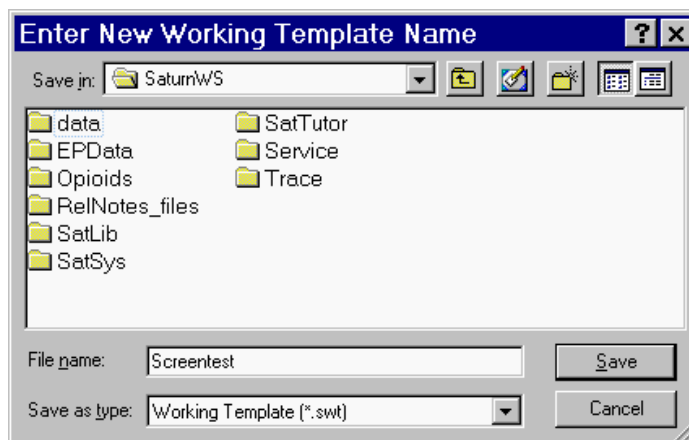 Enter New Working Template Name
Save in: SaturnWS
data
EPData
Opioids
RelNotes_files
SatLib
SatSys
SatTutor
Service
Trace
File name: Screentest Save
Save as type: Working Template (*.swt) Cancel